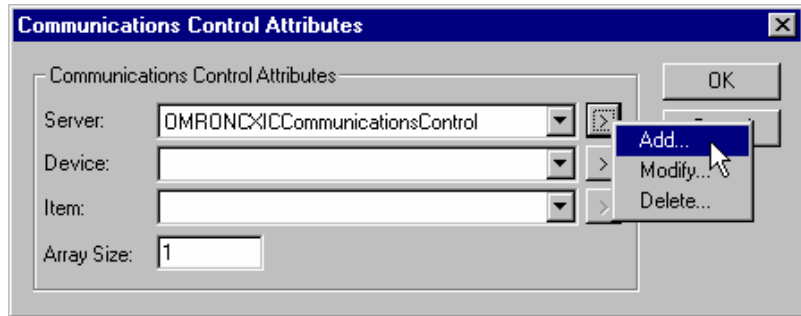 Communications Control Attributes
Communications Control Attributes
OK
Server: OMRONCXICCommunicationsControl >
Add...
Device: >
Modify...
Item: >
Delete...
Array Size: 1